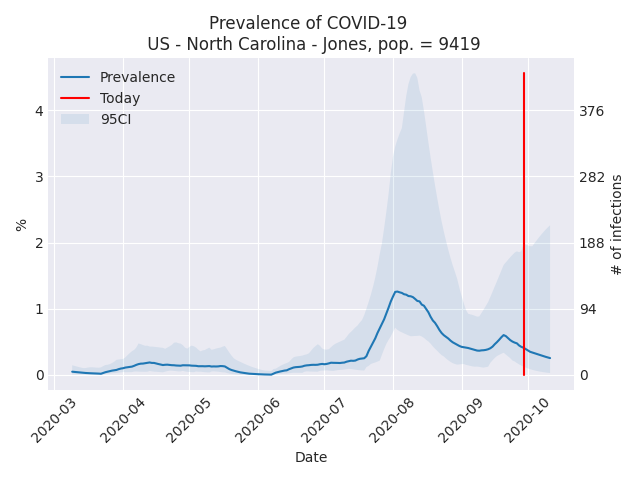 Prevalence of COVID-19
US - North Carolina - Jones, pop. = 9419
Prevalence
Today
95CI
4
3
2
1
0
%
376
282
188
94
0
# of infections
2020-03
2020-04
2020-05
2020-06
2020-07
2020-08
2020-09
2020-10
Date